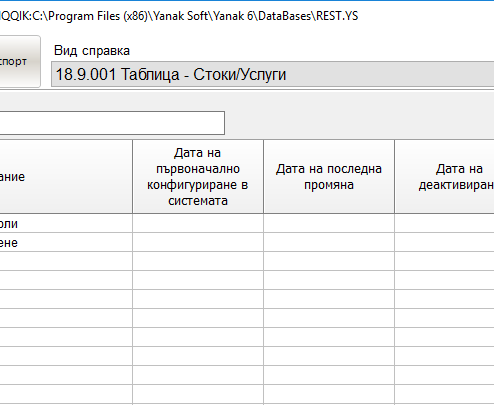 QQIK:C:\Program Files (x86)\Yanak Soft\Yanak 6\DataBases\REST.YS
спорт
Вид справка
18.9.001 Таблица - Стоки/Услуги
ание
Дата на
първоначално
конфигуриране в
системата
Дата на последна
промяна
Дата на
деактивиран
оли
ене